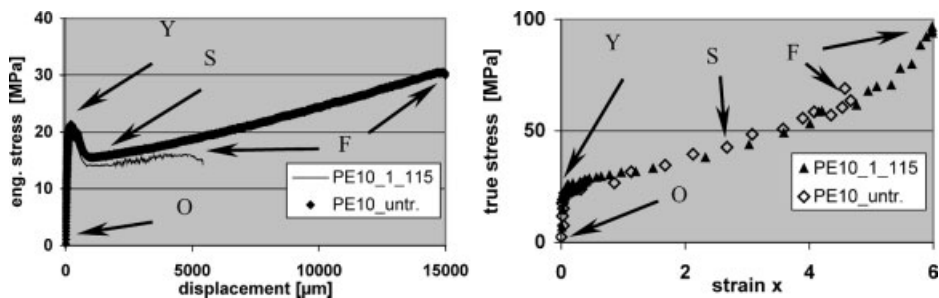 40
30
20
10
0
eng. stress [MPa]
Y
S
F
O
PE10_1_115
PE10_untr.
0
5000
10000
15000
displacement [µm]
100
50
0
true stress [MPa]
Y
S
F
O
PE10_1_115
PE10_untr.
0
2
4
6
strain x